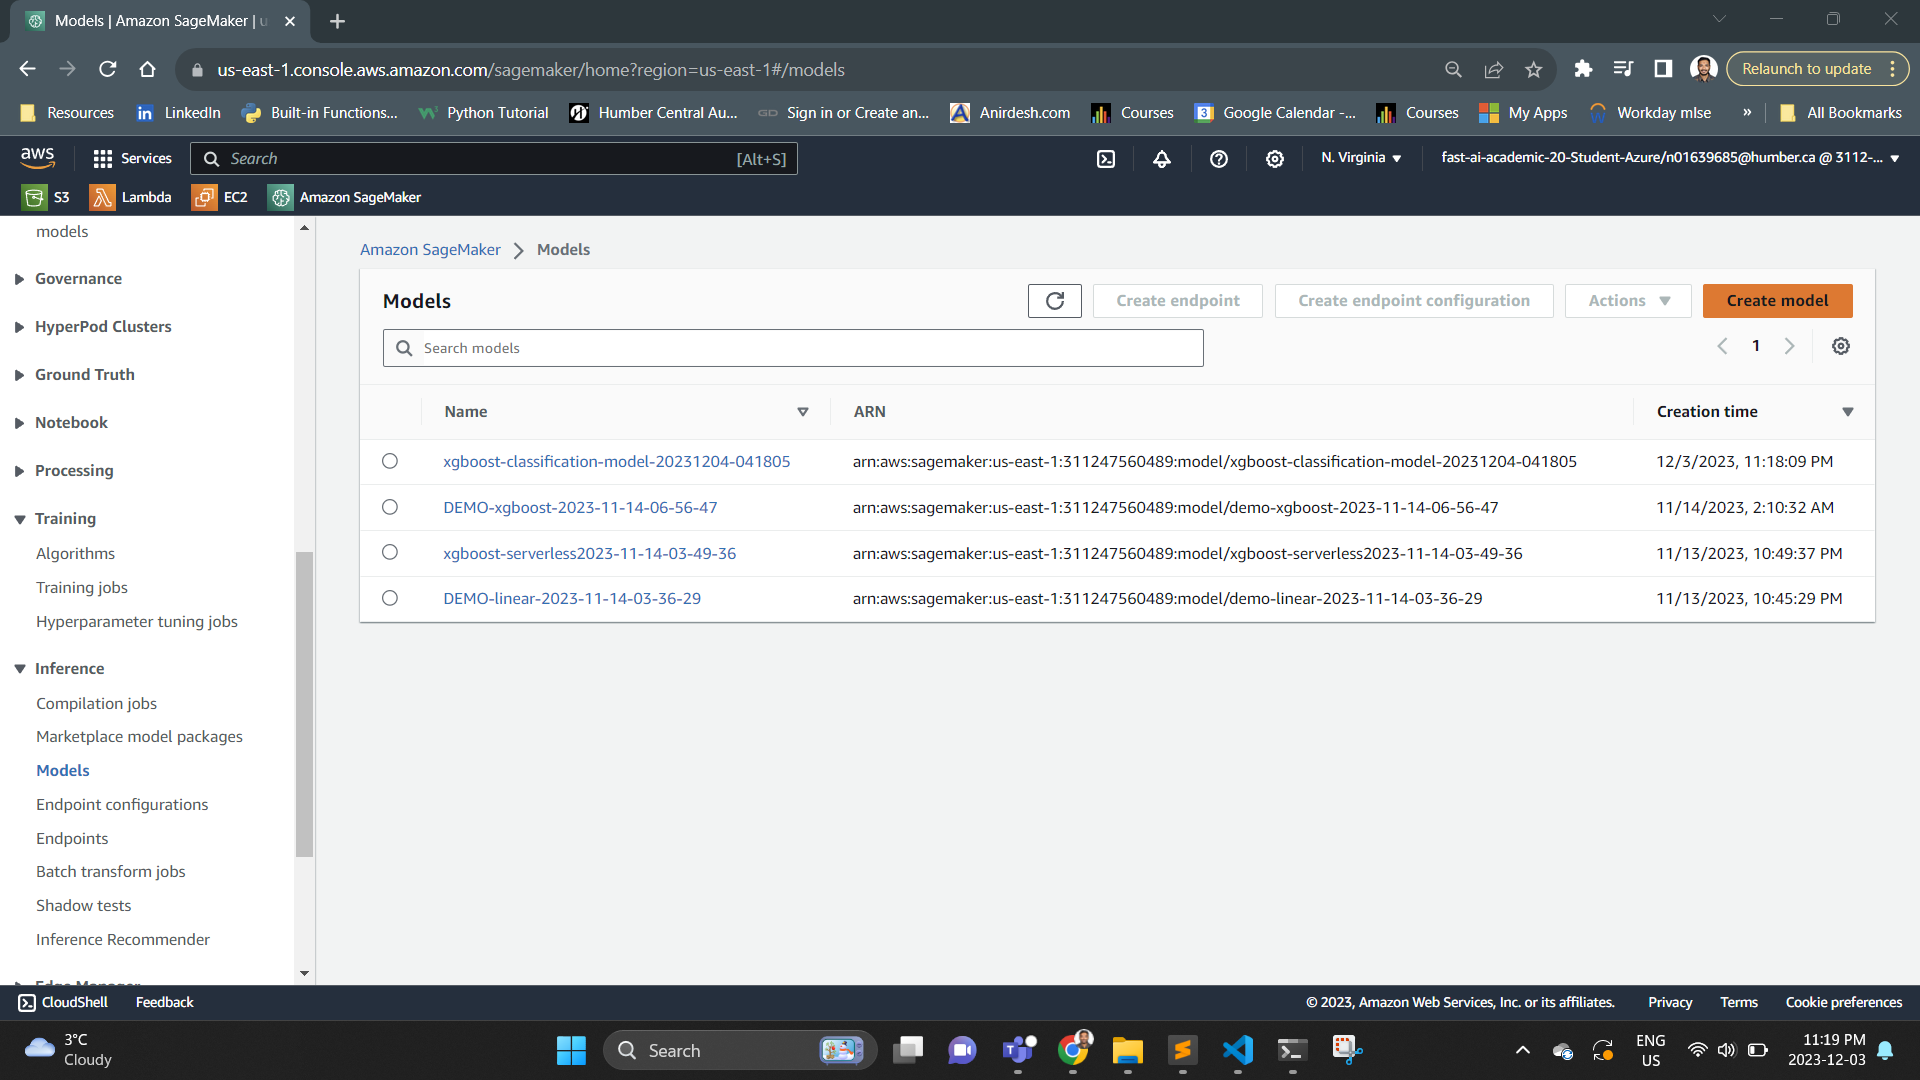 Models | Amazon SageMaker | u
us-east-1.console.aws.amazon.com/sagemaker/home?region=us-east-1#/models
Relaunch to update
Resources LinkedIn Built-in Functions... Python Tutorial Humber Central Au... Sign in or Create an... Anirdesh.com Courses Google Calendar -... Courses My Apps Workday mlse » All Bookmarks
aws Services Search [Alt+S] N. Virginia fast-ai-academic-20-Student-Azure/n01639685@humber.ca @ 3112-...
S3 Lambda EC2 Amazon SageMaker
models
Governance
HyperPod Clusters
Ground Truth
Notebook
Processing
Training
Algorithms
Training jobs
Hyperparameter tuning jobs
Inference
Compilation jobs
Marketplace model packages
Models
Endpoint configurations
Endpoints
Batch transform jobs
Shadow tests
Inference Recommender
Edge Manager
Amazon SageMaker > Models
Models
Create endpoint Create endpoint configuration Actions Create model
Search models
1
Name ARN Creation time
xgboost-classification-model-20231204-041805 arn:aws:sagemaker:us-east-1:311247560489:model/xgboost-classification-model-20231204-041805 12/3/2023, 11:18:09 PM
DEMO-xgboost-2023-11-14-06-56-47 arn:aws:sagemaker:us-east-1:311247560489:model/demo-xgboost-2023-11-14-06-56-47 11/14/2023, 2:10:32 AM
xgboost-serverless2023-11-14-03-49-36 arn:aws:sagemaker:us-east-1:311247560489:model/xgboost-serverless2023-11-14-03-49-36 11/13/2023, 10:49:37 PM
DEMO-linear-2023-11-14-03-36-29 arn:aws:sagemaker:us-east-1:311247560489:model/demo-linear-2023-11-14-03-36-29 11/13/2023, 10:45:29 PM
CloudShell Feedback © 2023, Amazon Web Services, Inc. or its affiliates. Privacy Terms Cookie preferences
3°C
Cloudy
Search
ENG
US
11:19 PM
2023-12-03